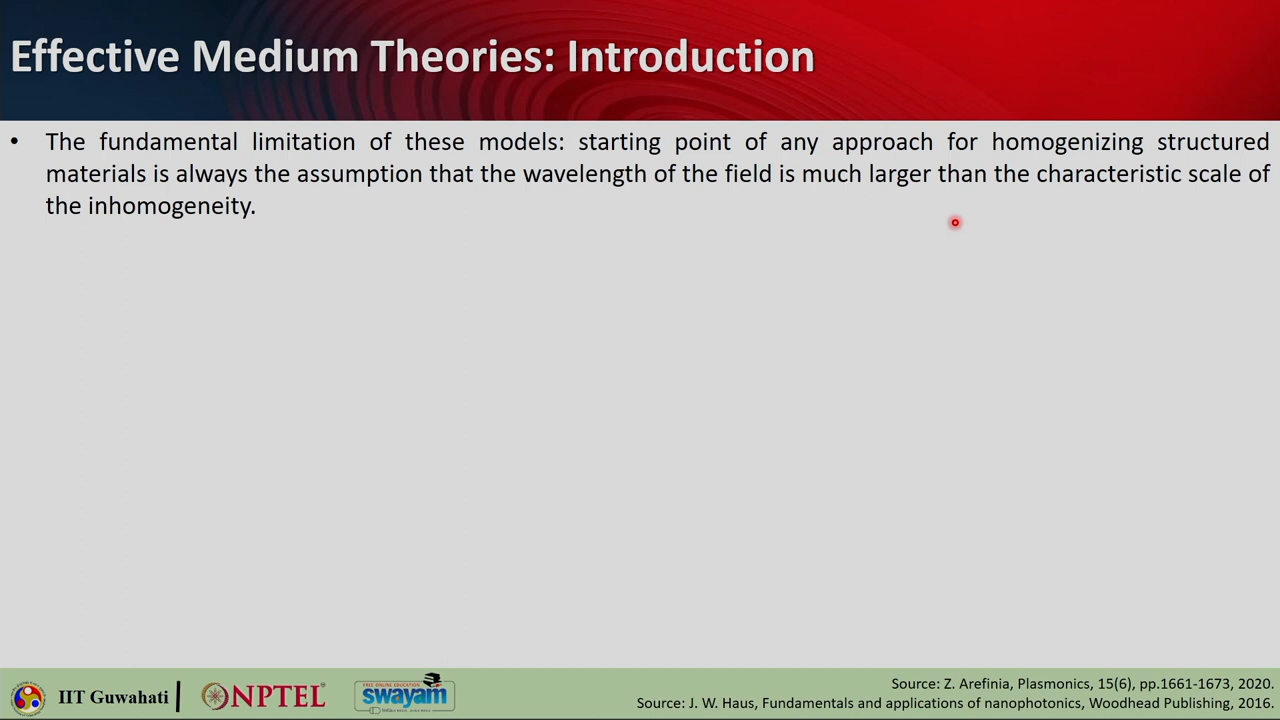 Effective Medium Theories: Introduction
• The fundamental limitation of these models: starting point of any approach for homogenizing structured
materials is always the assumption that the wavelength of the field is much larger than the characteristic scale of
the inhomogeneity.
IIT Guwahati
NPTEL
FREE ONLINE EDUCATION
swayam
Source: Z. Arefinia, Plasmonics, 15(6), pp.1661-1673, 2020.
Source: J. W. Haus, Fundamentals and applications of nanophotonics, Woodhead Publishing, 2016.